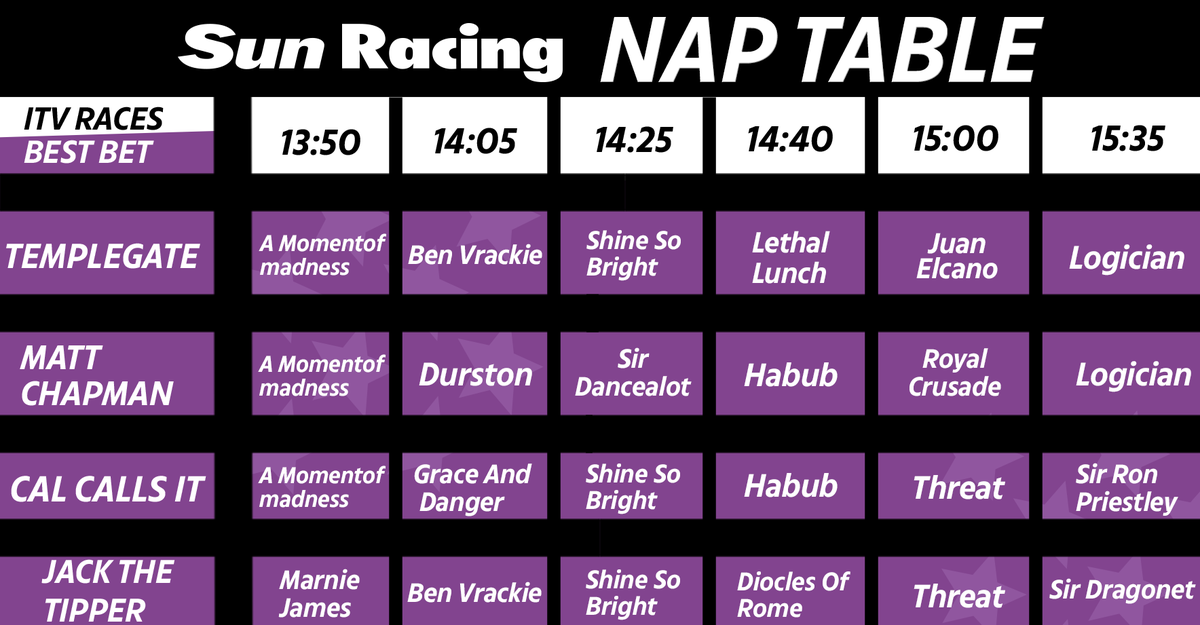 Sun Racing NAP TABLE
ITV RACES
BEST BET
13:50 14:05 14:25 14:40 15:00 15:35
TEMPLEGATE
A Momentof
madness
Ben Vrackie
Shine So
Bright
Lethal
Lunch
Juan
Elcano
Logician
MATT
CHAPMAN
A Momentof
madness
Durston
Sir
Dancealot
Habub
Royal
Crusade
Logician
CAL CALLS IT
A Momentof
madness
Grace And
Danger
Shine So
Bright
Habub
Threat
Sir Ron
Priestley
JACK THE
TIPPER
Marnie
James
Ben Vrackie
Shine So
Bright
Diocles Of
Rome
Threat
Sir Dragonet